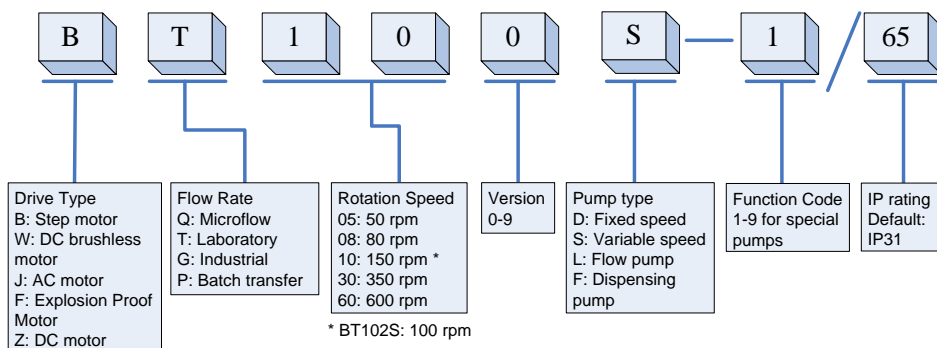 B T 1 0 0 S — 1 / 65
Drive Type
B: Step motor
W: DC brushless
motor
J: AC motor
F: Explosion Proof
Motor
Z: DC motor
Flow Rate
Q: Microflow
T: Laboratory
G: Industrial
P: Batch transfer
Rotation Speed
05: 50 rpm
08: 80 rpm
10: 150 rpm *
30: 350 rpm
60: 600 rpm
* BT102S: 100 rpm
Version
0-9
Pump type
D: Fixed speed
S: Variable speed
L: Flow pump
F: Dispensing
pump
Function Code
1-9 for special
pumps
IP rating
Default:
IP31